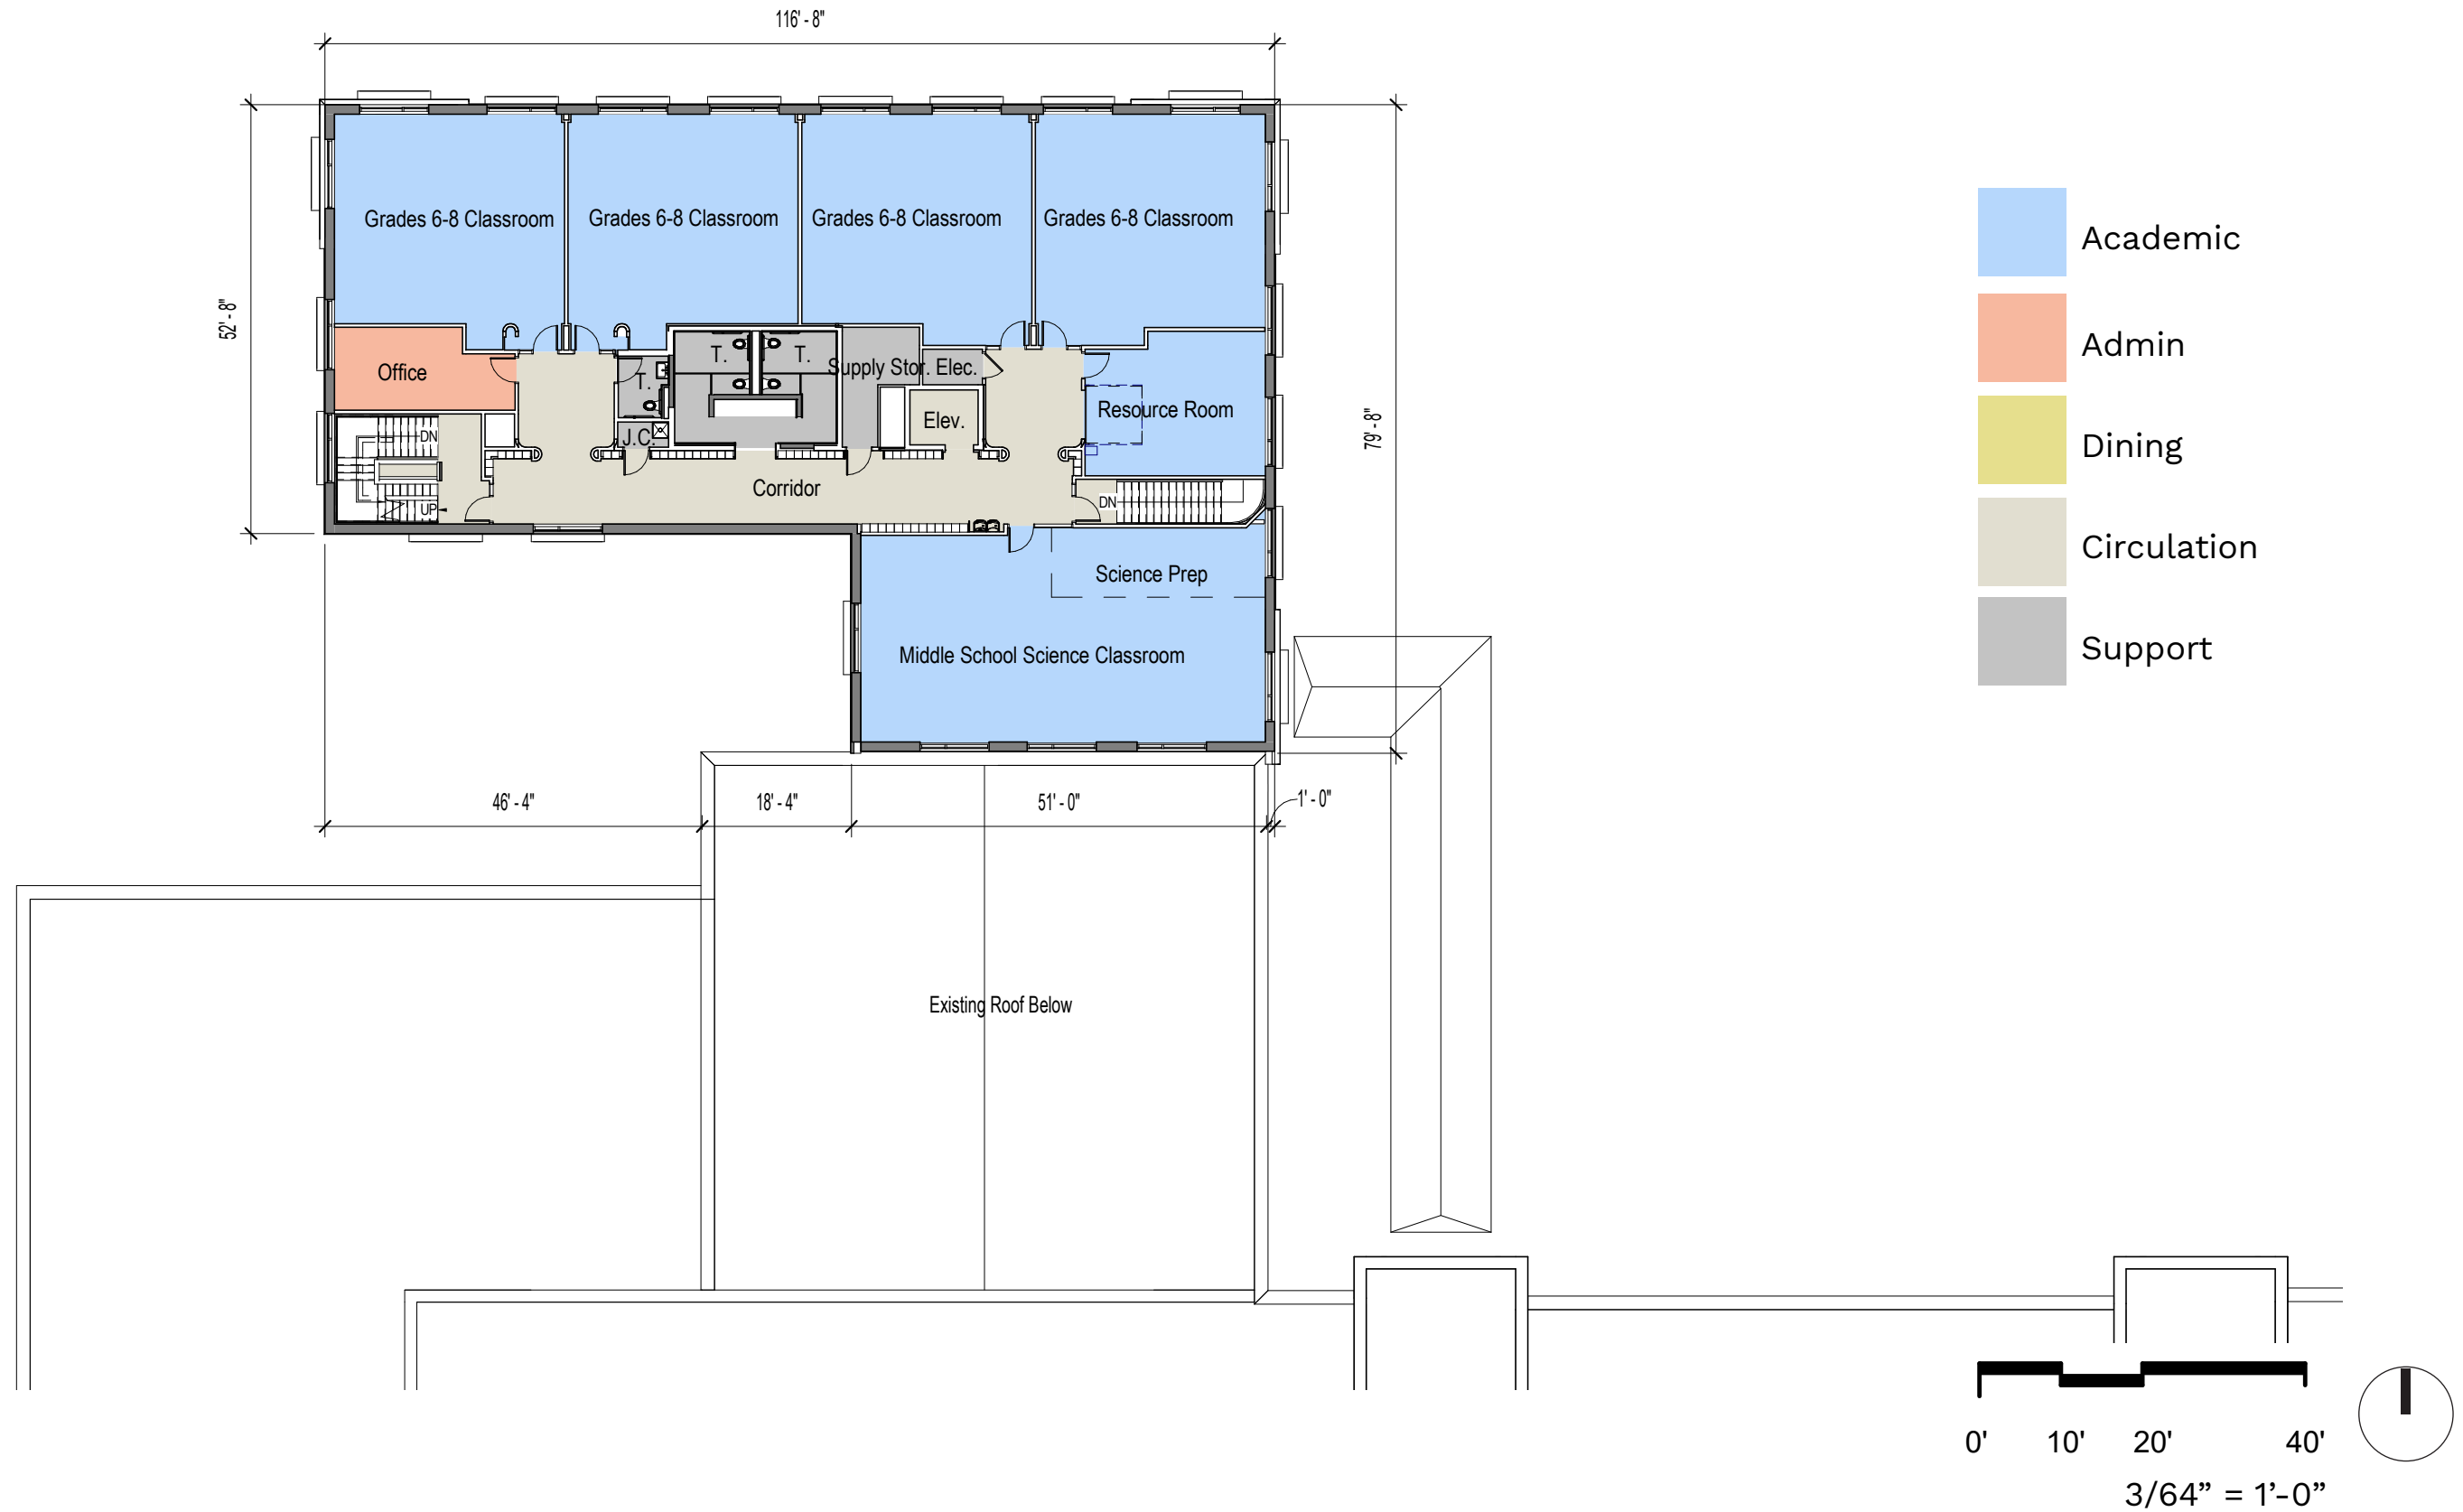 116' - 8"
52' - 8"
79' - 8"
Grades 6-8 Classroom
Grades 6-8 Classroom
Grades 6-8 Classroom
Grades 6-8 Classroom
Office
T.
T.
T.
Supply Stor.
Elec.
Resource Room
Elev.
J.C.
DN
UP
Corridor
DN
Science Prep
Middle School Science Classroom
46' - 4"
18' - 4"
51' - 0"
1' - 0"
Existing Roof Below
Academic
Admin
Dining
Circulation
Support
0' 10' 20' 40'
3/64” = 1’-0”